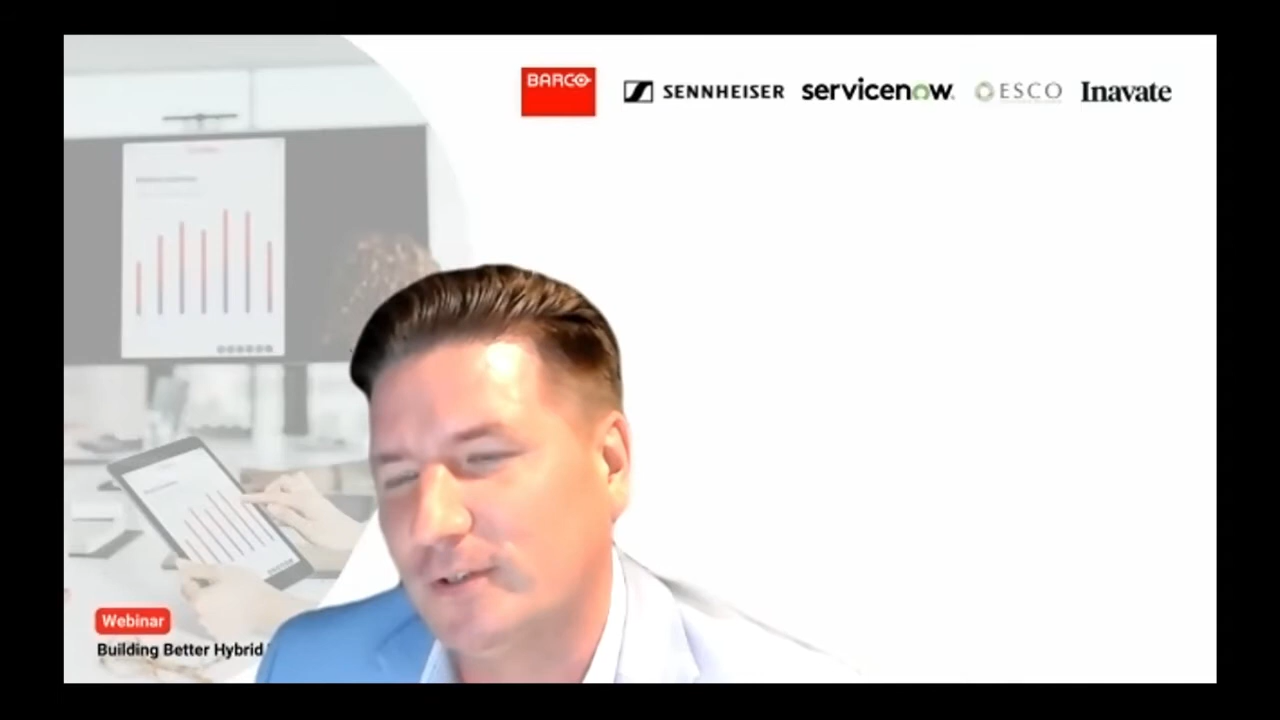 BARCO
SENNHEISER
servicenow.
ESCO
Inavate
Webinar
Building Better Hybrid